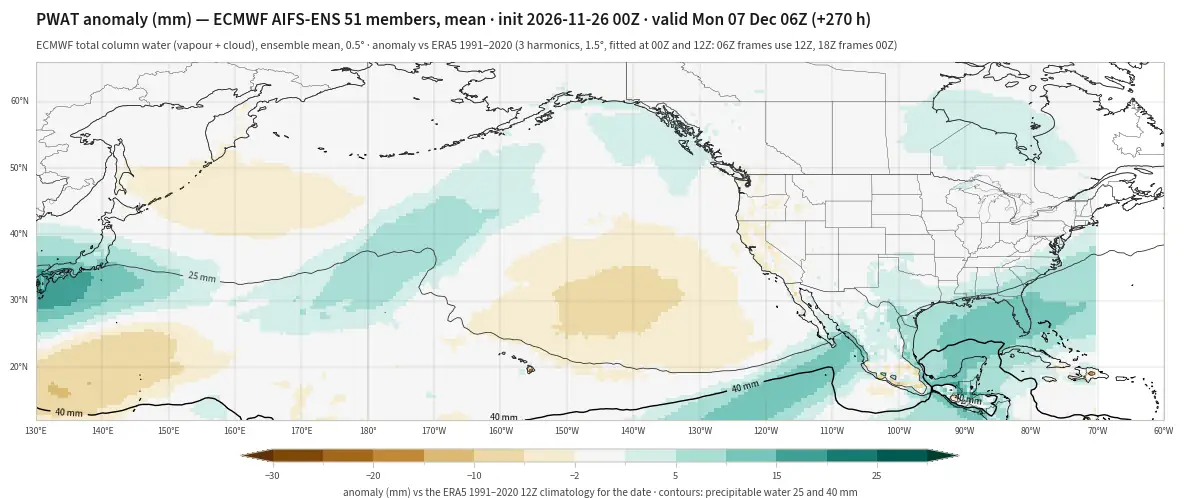 PWAT anomaly (mm) — ECMWF AIFS-ENS 51 members, mean · init 2026-11-26 00Z · valid Mon 07 Dec 06Z (+270 h)
ECMWF total column water (vapour + cloud), ensemble mean, 0.5° · anomaly vs ERA5 1991–2020 (3 harmonics, 1.5°, fitted at 00Z and 12Z: 06Z frames use 12Z, 18Z frames 00Z)
60°N
50°N
40°N
25 mm
30°N
20°N
40 mm
40 mm
40 mm
40 mm
130°E 140°E 150°E 160°E 170°E 180° 170°W 160°W 150°W 140°W 130°W 120°W 110°W 100°W 90°W 80°W 70°W 60°W
−30 −20 −10 −2 5 15 25
anomaly (mm) vs the ERA5 1991–2020 12Z climatology for the date · contours: precipitable water 25 and 40 mm